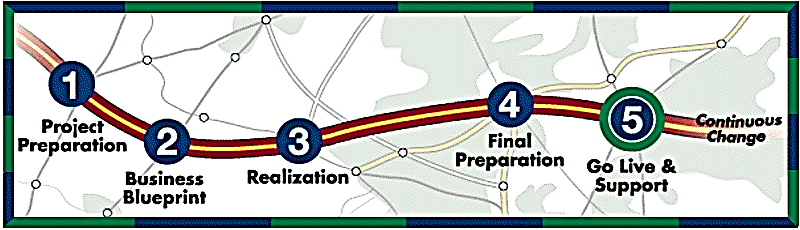 1
Project
Preparation
2
Business
Blueprint
3
Realization
4
Final
Preparation
5
Go Live &
Support
Continuous
Change